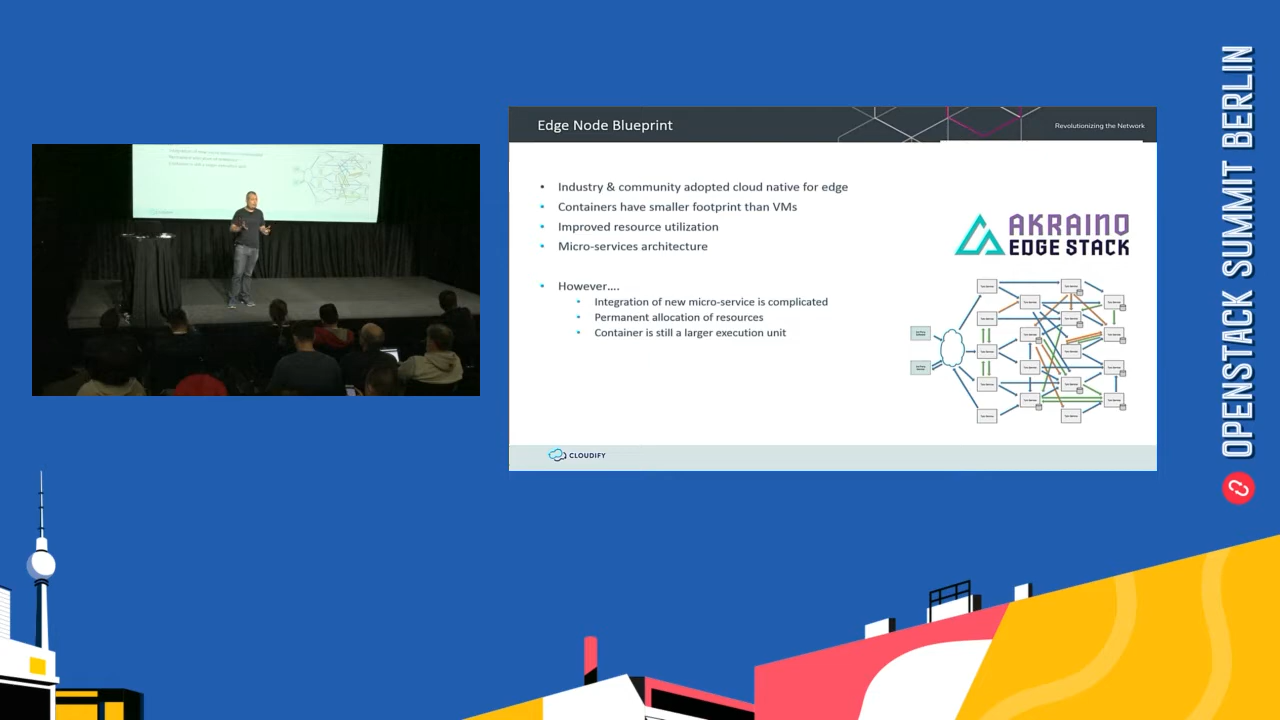 Edge Node Blueprint
Revolutionizing the Network
Industry & community adopted cloud native for edge
Containers have smaller footprint than VMs
Improved resource utilization
Micro-services architecture
However....
Integration of new micro-service is complicated
Permanent allocation of resources
Container is still a larger execution unit
AKRAINO
EDGE STACK
CLOUDIFY
OPENSTACK SUMMIT BERLIN